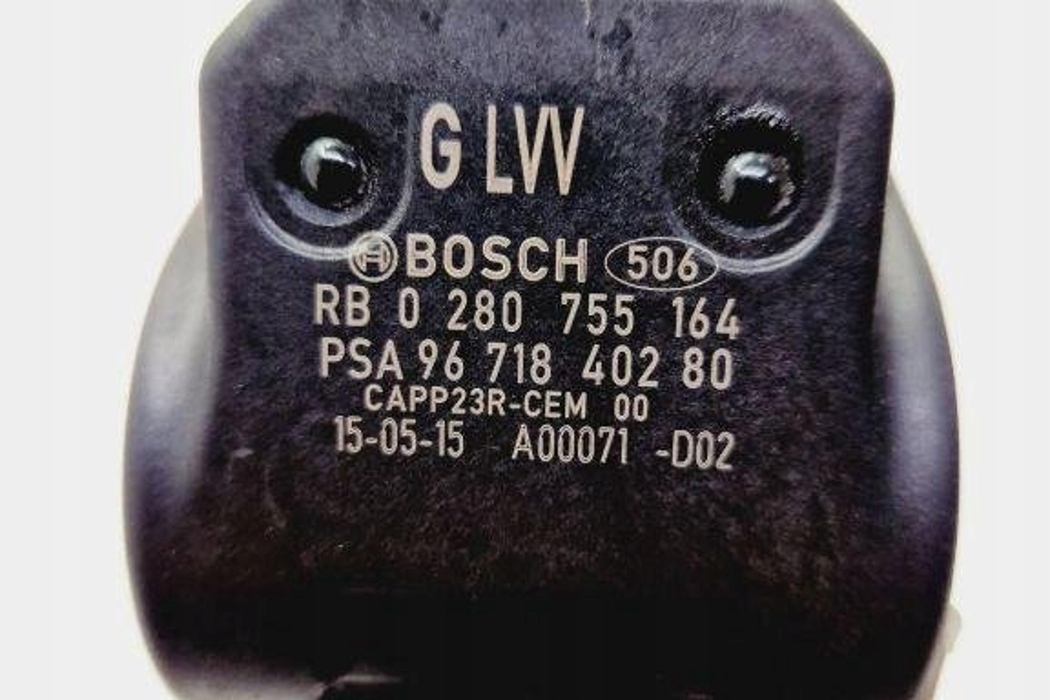 G LVV
BOSCH 506
RB 0 280 755 164
PSA 96 718 402 80
CAPP23R-CEM 00
15-05-15 A00071 -D02